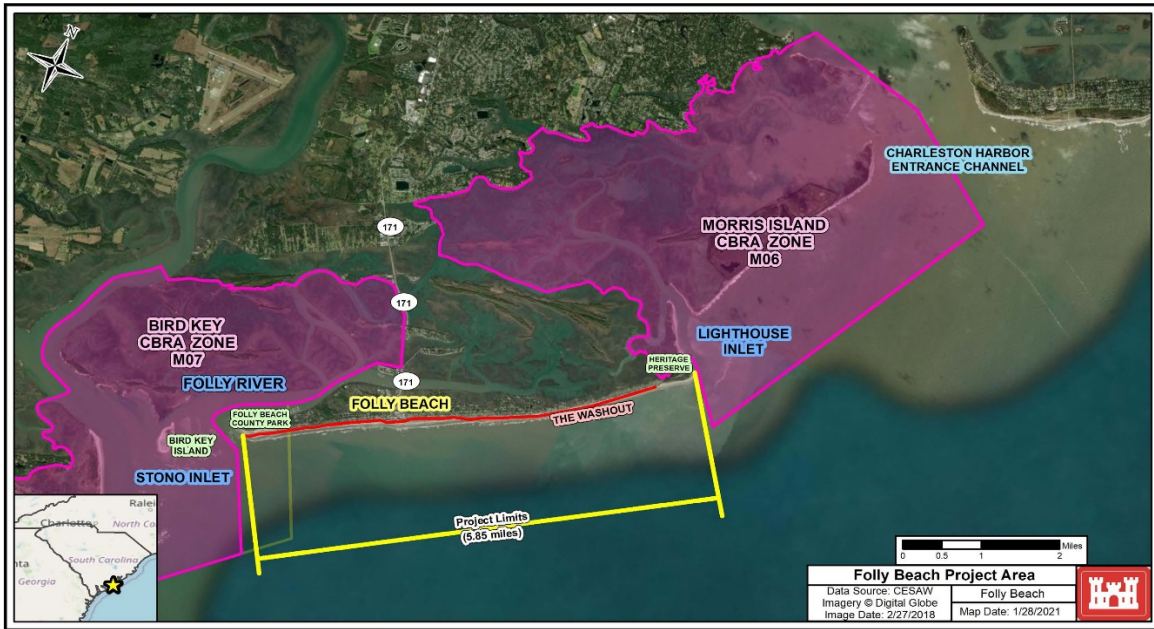 N
CHARLESTON HARBOR
ENTRANCE CHANNEL
171
MORRIS ISLAND
CBRA ZONE
M06
171
BIRD KEY
CBRA ZONE
M07
LIGHTHOUSE
INLET
HERITAGE
PRESERVE
FOLLY RIVER
171
FOLLY BEACH
FOLLY BEACH
COUNTY PARK
THE WASHOUT
BIRD KEY
ISLAND
STONO INLET
Project Limits
(5.85 miles)
Ralei
Charlotte
North Ca
South Carolina
nta
Georgia
Miles
0 0.5 1 2
Folly Beach Project Area
Data Source: CESAW
Imagery © Digital Globe
Image Date: 2/27/2018
Folly Beach
Map Date: 1/28/2021